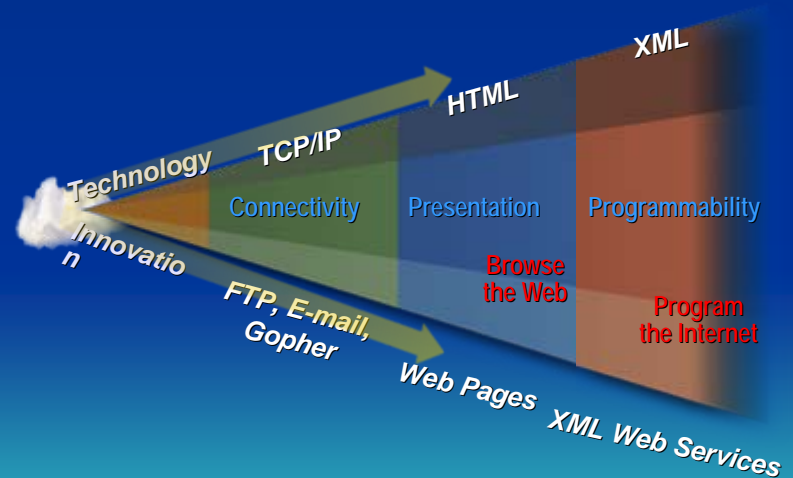 Technology
TCP/IP
HTML
XML
Connectivity
Presentation
Programmability
Browse
the Web
Program
the Internet
Innovatio
n
FTP, E-mail,
Gopher
Web Pages
XML Web Services